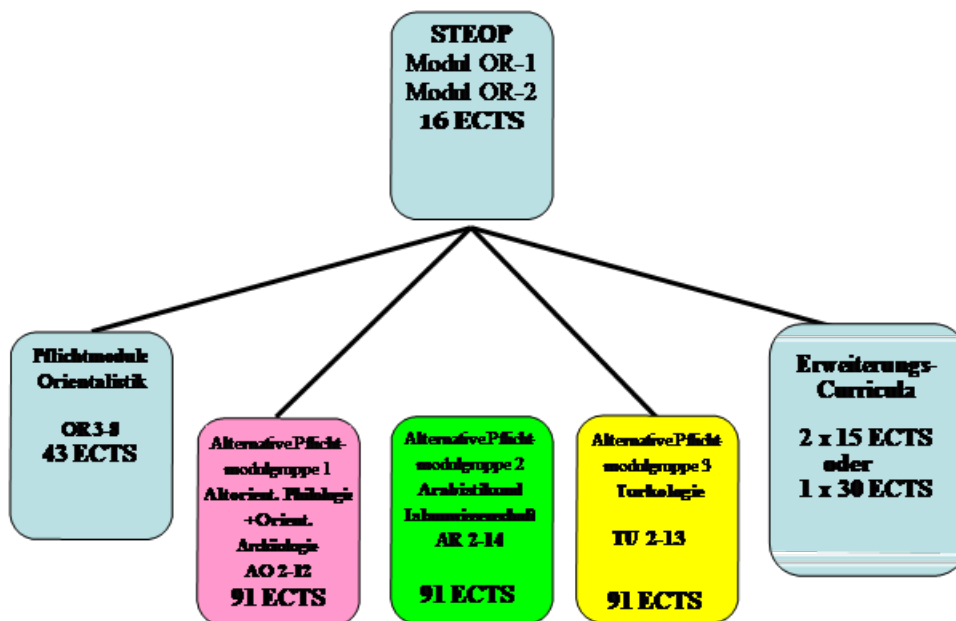 STEOP
Modul OR-1
Modul OR-2
16 ECTS
Pflichtmodule
Orientalistik
OR 3-8
43 ECTS
Alternative Pflicht-
modulgruppe 1
Altorient. Philologie
+Orient.
Archäologie
AO 2-12
91 ECTS
Alternative Pflicht-
modulgruppe 2
Arabistik und
Islamwissenschaft
AR 2-14
91 ECTS
Alternative Pflicht-
modulgruppe 3
Turkologie
TU 2-13
91 ECTS
Erweiterungs-
Curricula
2 x 15 ECTS
oder
1 x 30 ECTS